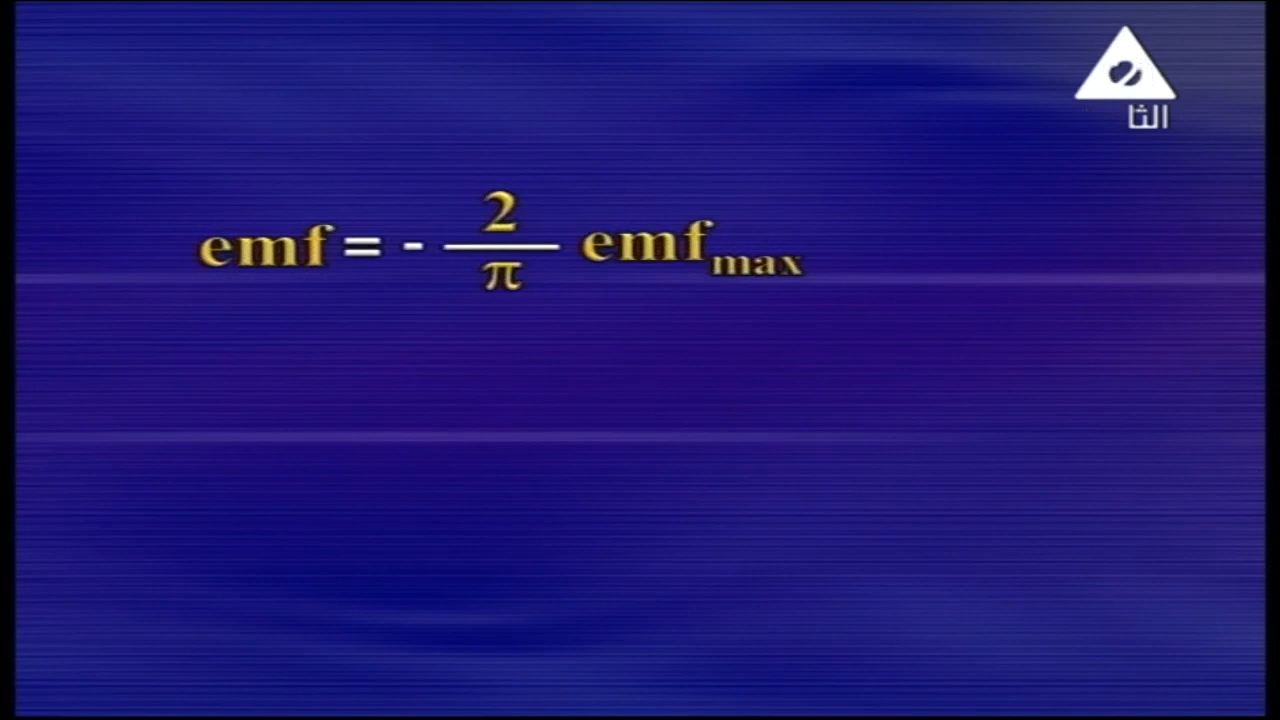 الثا
emf = - 2/π emf_max